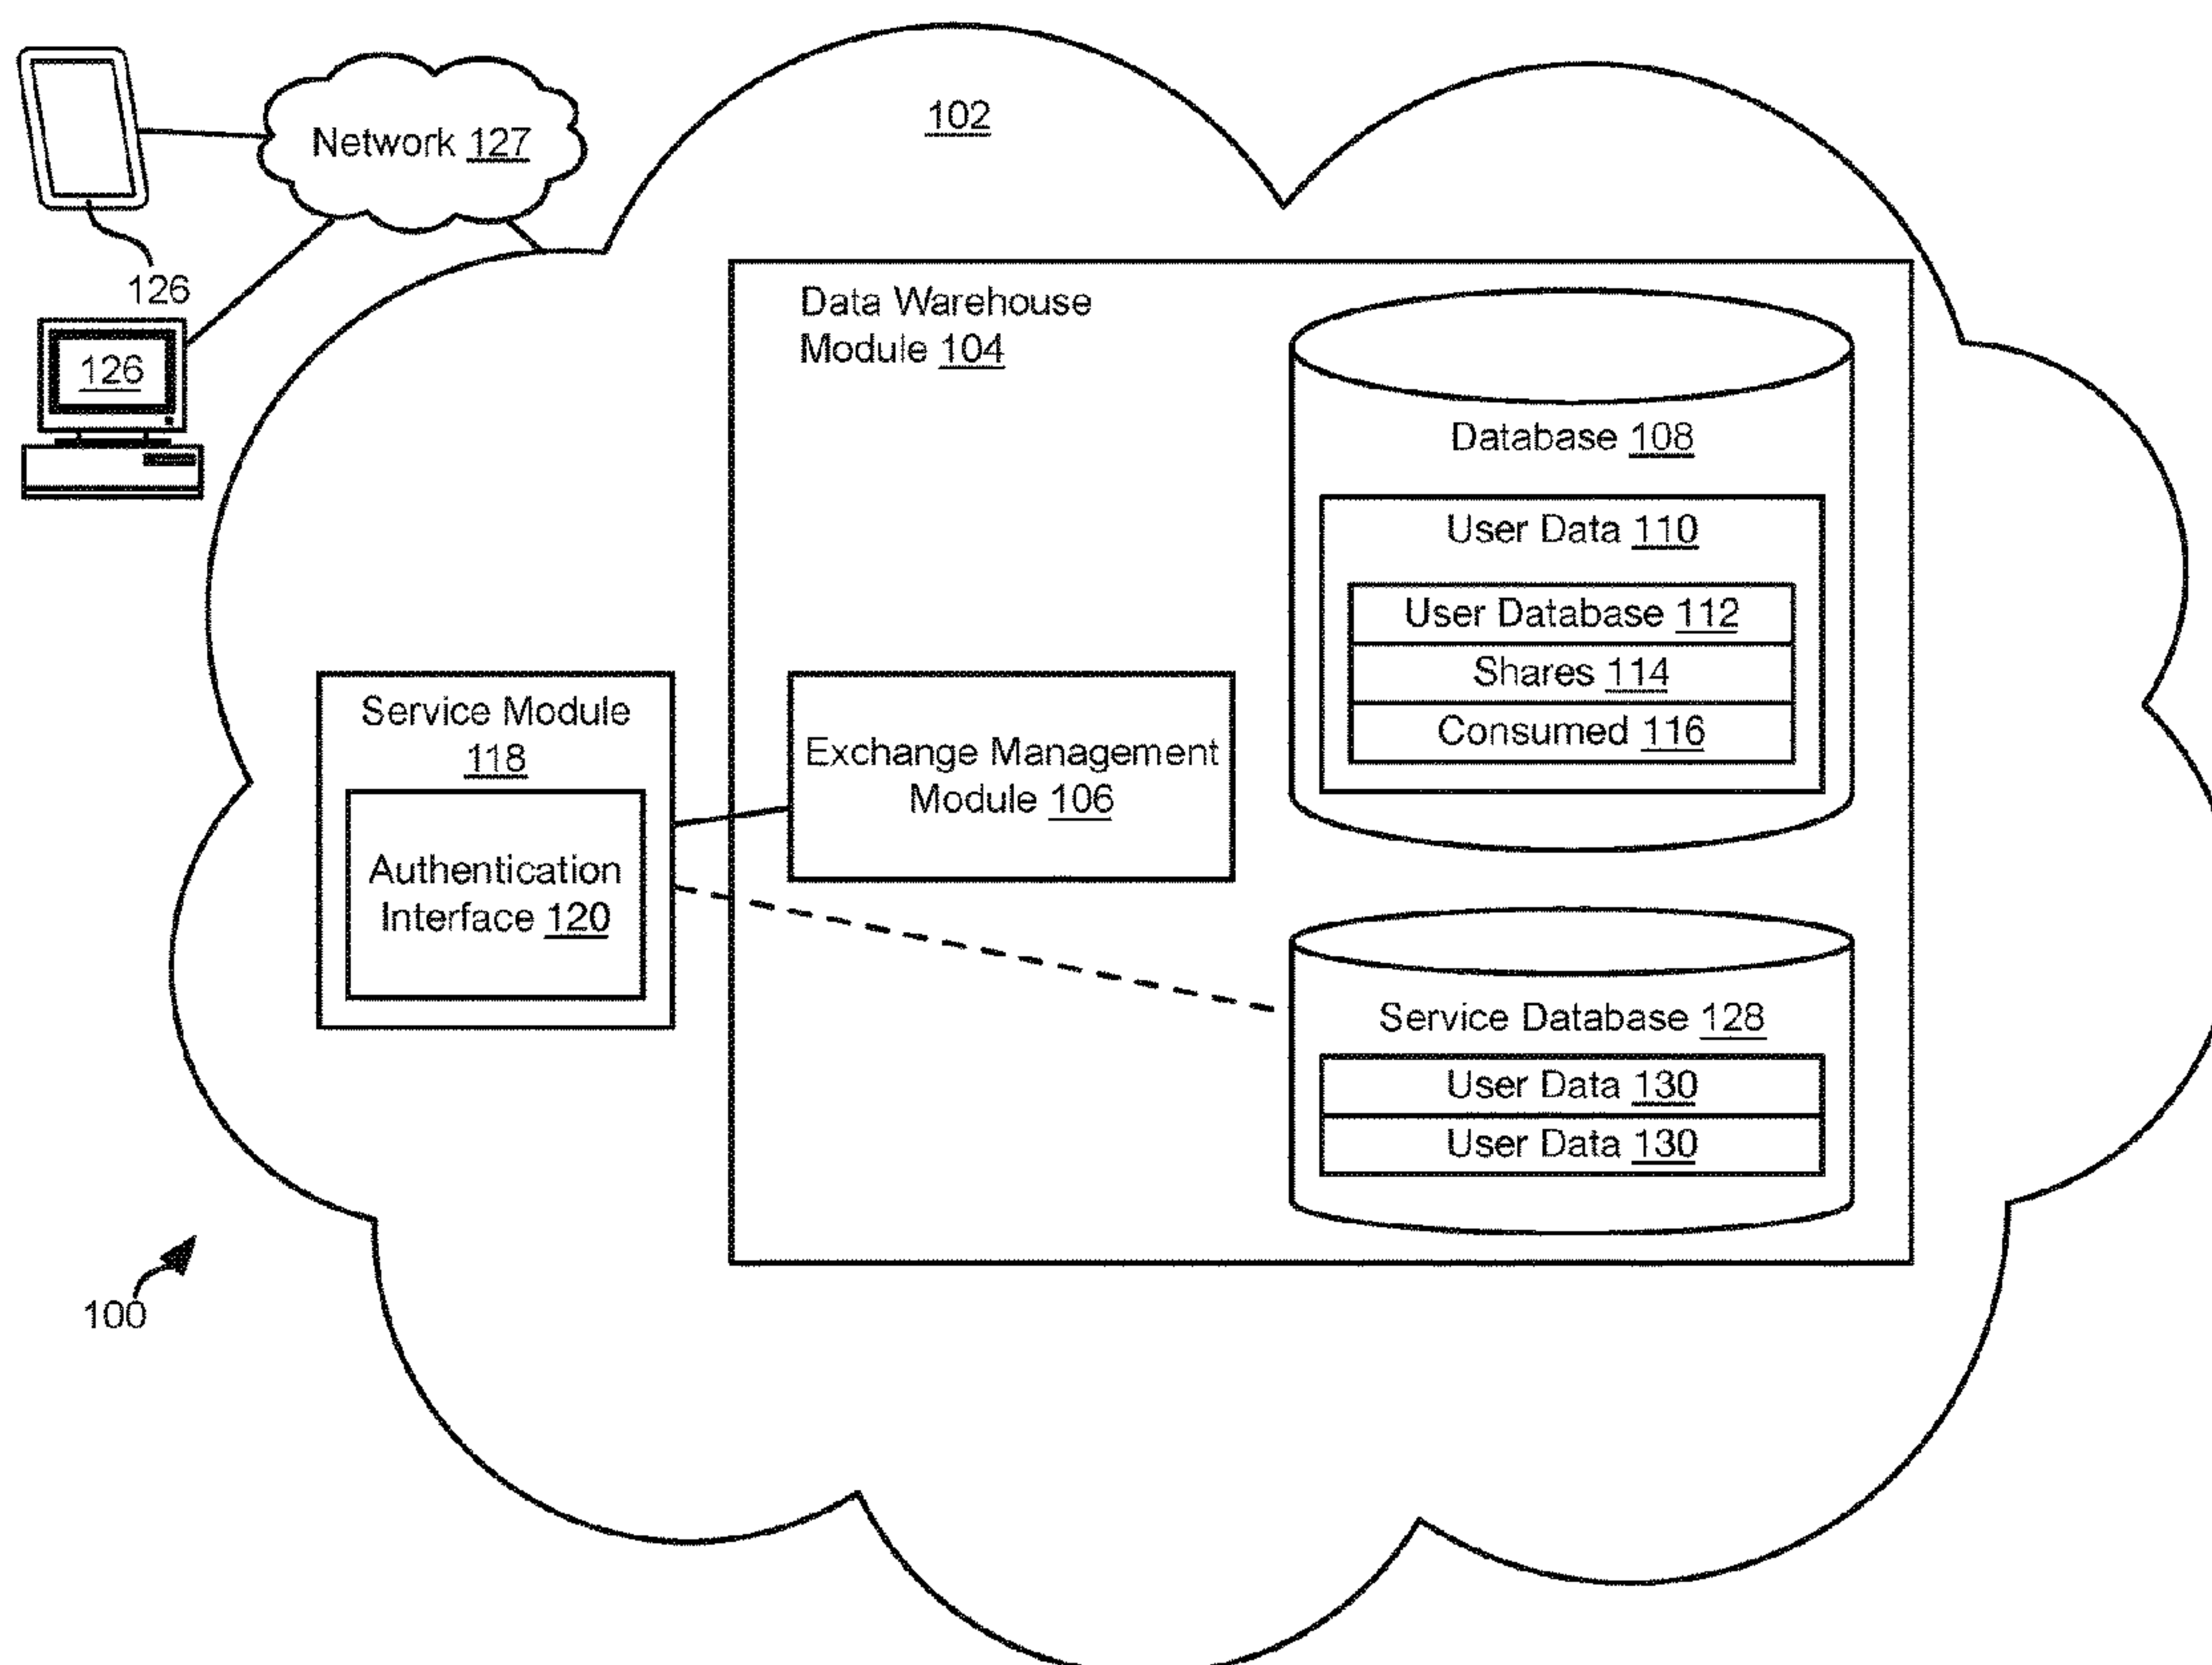 102
Network 127
126
126
Data Warehouse
Module 104
Database 108
User Data 110
User Database 112
Shares 114
Consumed 116
Service Module
118
Authentication
Interface 120
Exchange Management
Module 106
Service Database 128
User Data 130
User Data 130
100